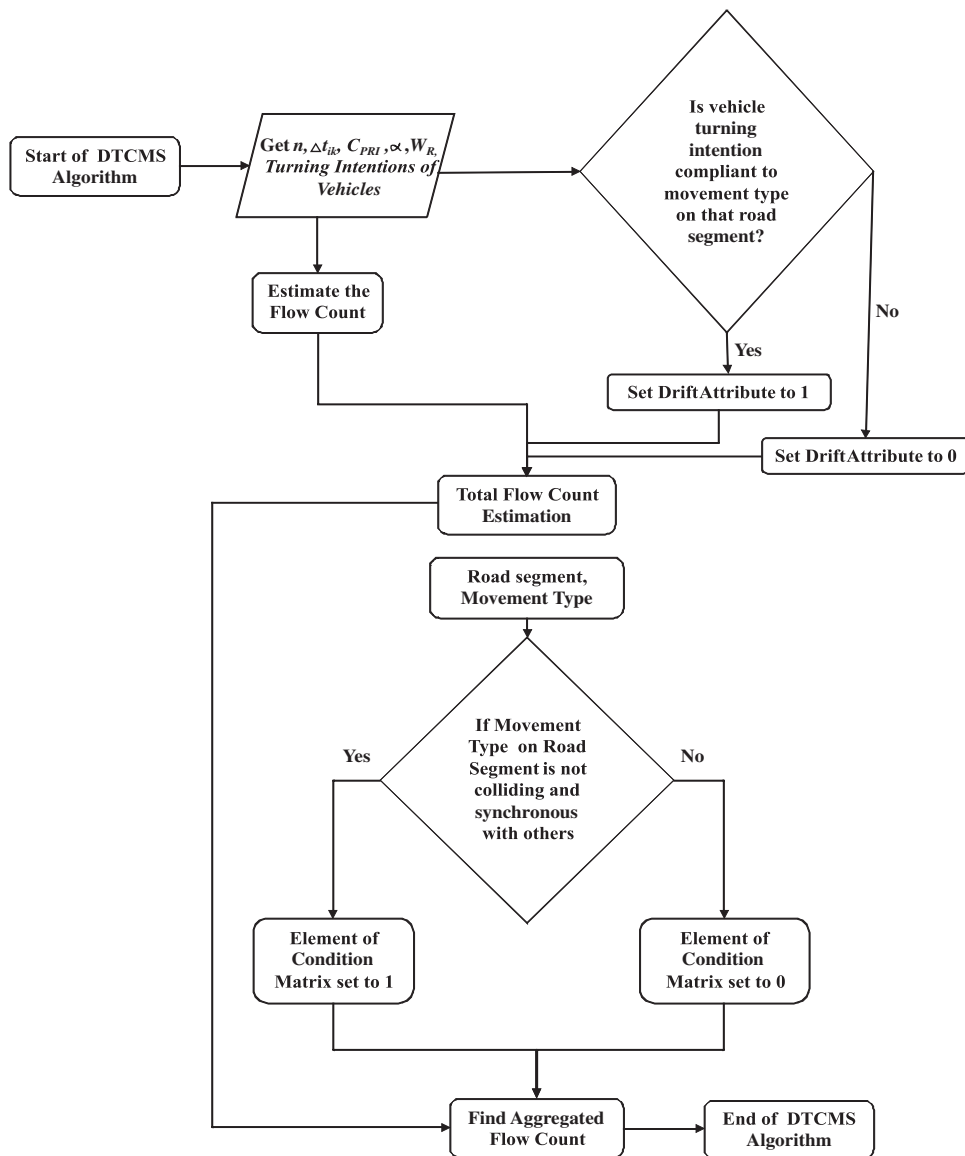 Start of DTCMS
Algorithm
Get n, △t_ik, C_PRI ,∝,W_R,
Turning Intentions of
Vehicles
Is vehicle
turning
intention
compliant to
movement type
on that road
segment?
Estimate the
Flow Count
No
Yes
Set DriftAttribute to 1
Set DriftAttribute to 0
Total Flow Count
Estimation
Road segment,
Movement Type
If Movement
Type on Road
Segment is not
colliding and
synchronous
with others
Yes
No
Element of
Condition
Matrix set to 1
Element of
Condition
Matrix set to 0
Find Aggregated
Flow Count
End of DTCMS
Algorithm